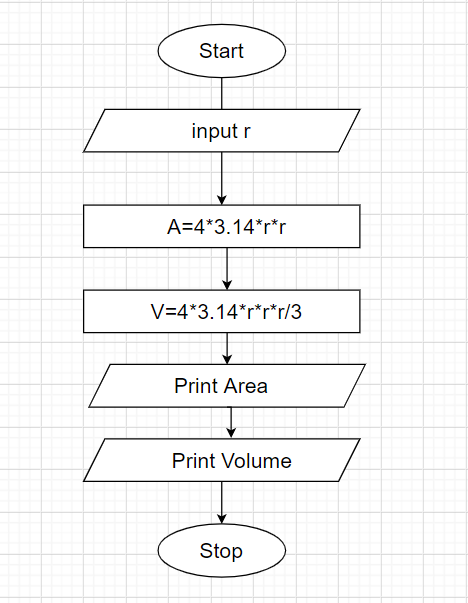 Start
input r
A=4*3.14*r*r
V=4*3.14*r*r*r/3
Print Area
Print Volume
Stop